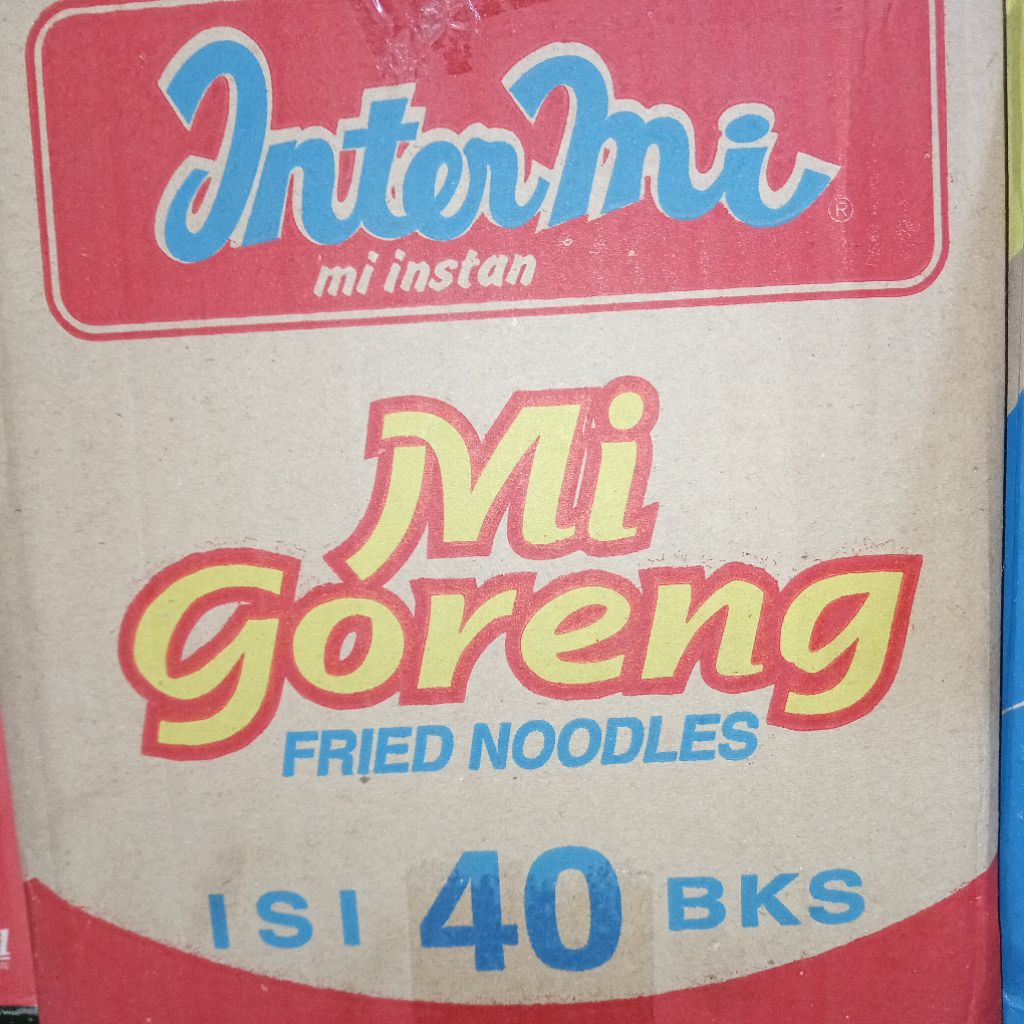 InterMi®
mi instan
Mi
Goreng
FRIED NOODLES
ISI 40 BKS